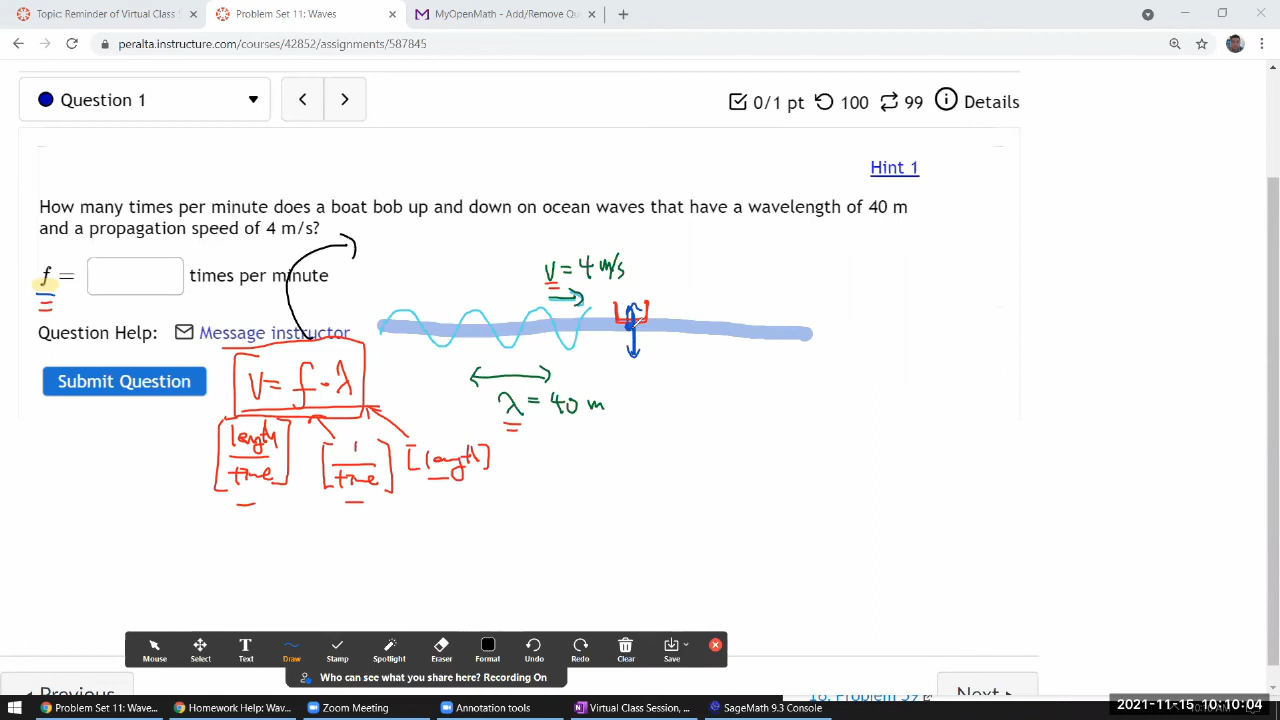 Topic: Reminder of Virtual Class
Problem Set 11: Waves
MyOpenMath - Add/Remove Qu
peralta.instructure.com/courses/42852/assignments/587845
Question 1
0/1 pt 100 99 Details
Hint 1
How many times per minute does a boat bob up and down on ocean waves that have a wavelength of 40 m
and a propagation speed of 4 m/s?
f = times per minute
v = 4 m/s
Question Help: Message instructor
Submit Question
v = f · λ
λ = 40 m
[length/time] [1/time] [length]
Mouse Select Text Draw Stamp Spotlight Eraser Format Undo Redo Clear Save
Who can see what you share here? Recording On
Previous
18. Problem 59
Next
Problem Set 11: Wave...
Homework Help: Wav...
Zoom Meeting
Annotation tools
Virtual Class Session, ...
SageMath 9.3 Console
2021-11-15 10:10:04